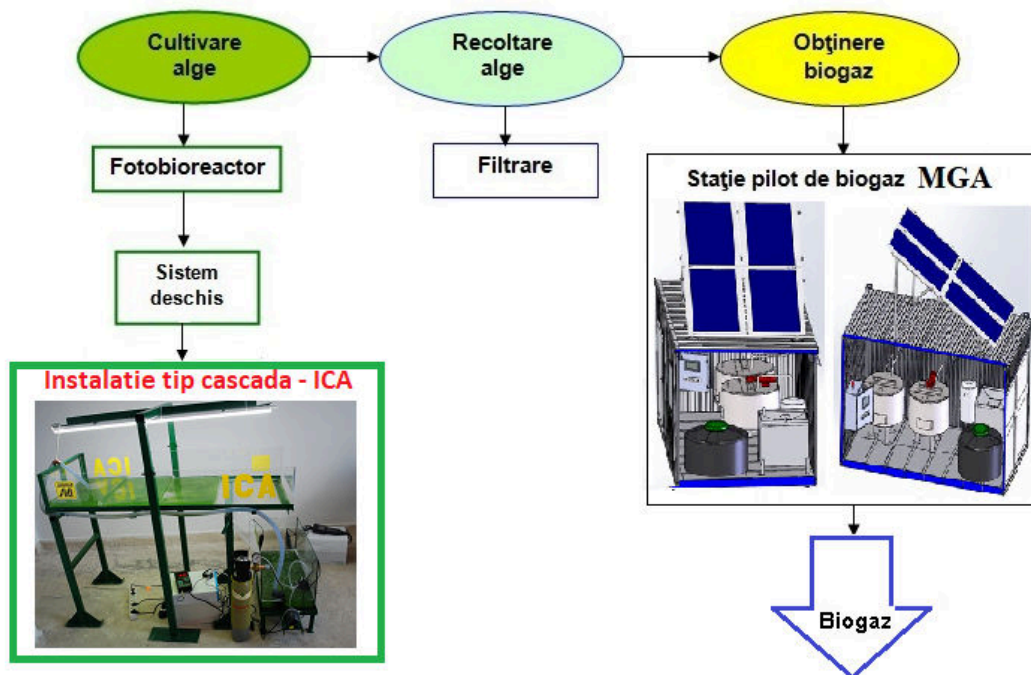 Cultivare
alge
Recoltare
alge
Obţinere
biogaz
Fotobioreactor
Filtrare
Staţie pilot de biogaz MGA
Sistem
deschis
Instalatie tip cascada - ICA
ICA
ICA
Biogaz